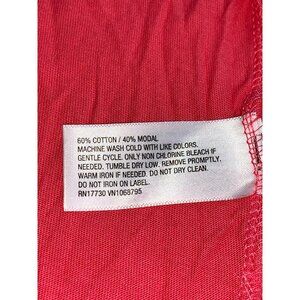 60% COTTON / 40% MODAL
MACHINE WASH COLD WITH LIKE COLORS.
GENTLE CYCLE. ONLY NON CHLORINE BLEACH IF
NEEDED. TUMBLE DRY LOW. REMOVE PROMPTLY.
WARM IRON IF NEEDED. DO NOT DRY CLEAN.
DO NOT IRON ON LABEL.
RN17730 VN1068795